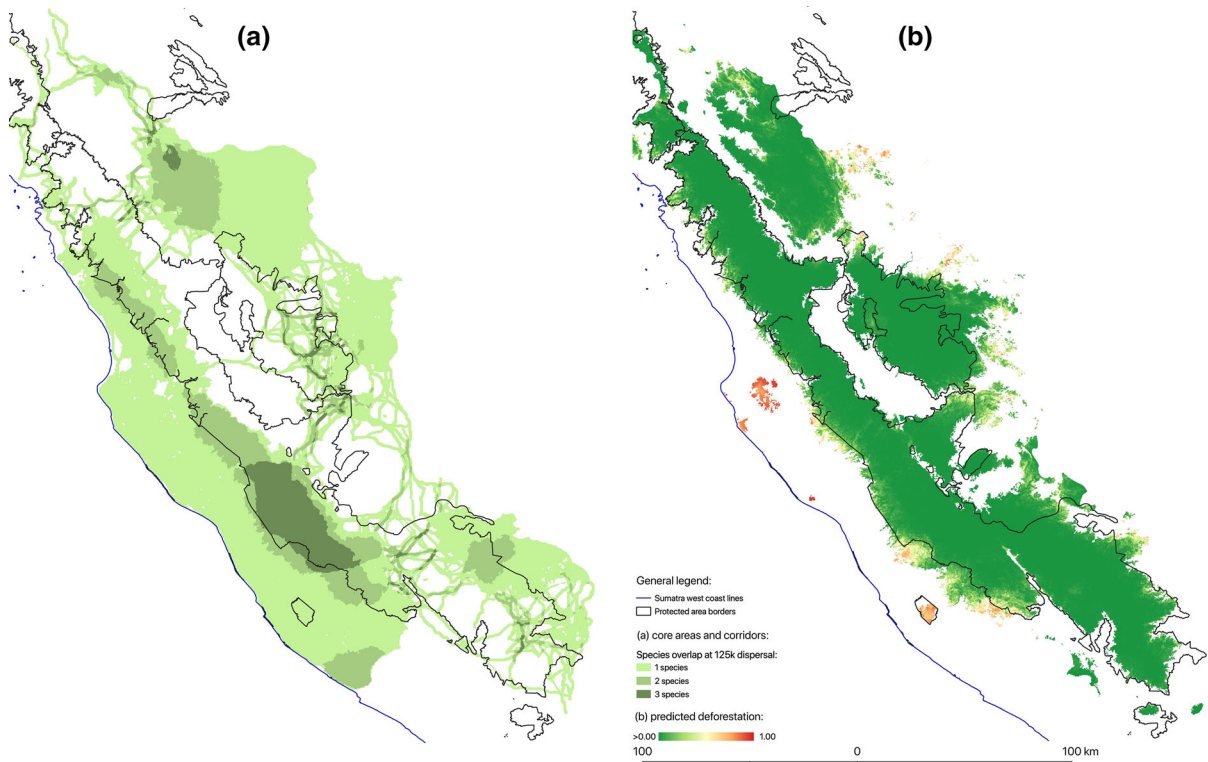 (a)
(b)
General legend:
Sumatra west coast lines
Protected area borders
(a) core areas and corridors:
Species overlap at 125k dispersal:
1 species
2 species
3 species
(b) predicted deforestation:
>0.00 1.00
100 0 100 km